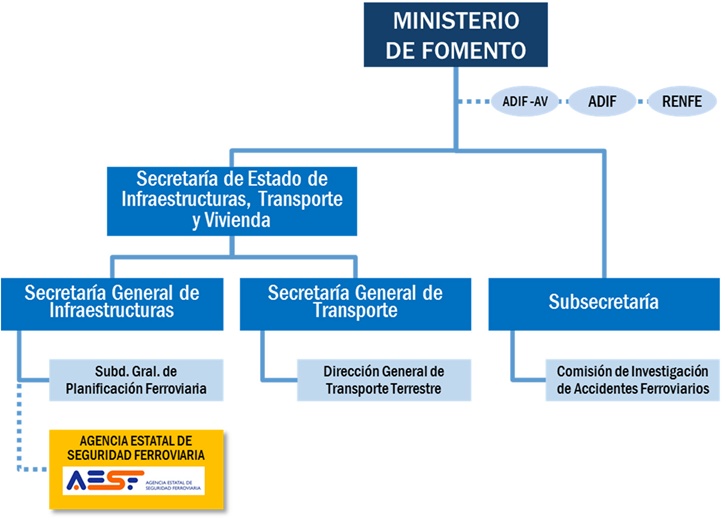 MINISTERIO
DE FOMENTO
ADIF -AV
ADIF
RENFE
Secretaría de Estado de
Infraestructuras, Transporte
y Vivienda
Secretaría General de
Infraestructuras
Secretaría General de
Transporte
Subsecretaría
Subd. Gral. de
Planificación Ferroviaria
Dirección General de
Transporte Terrestre
Comisión de Investigación
de Accidentes Ferroviarios
AGENCIA ESTATAL DE
SEGURIDAD FERROVIARIA
AESF
AGENCIA ESTATAL DE
SEGURIDAD FERROVIARIA